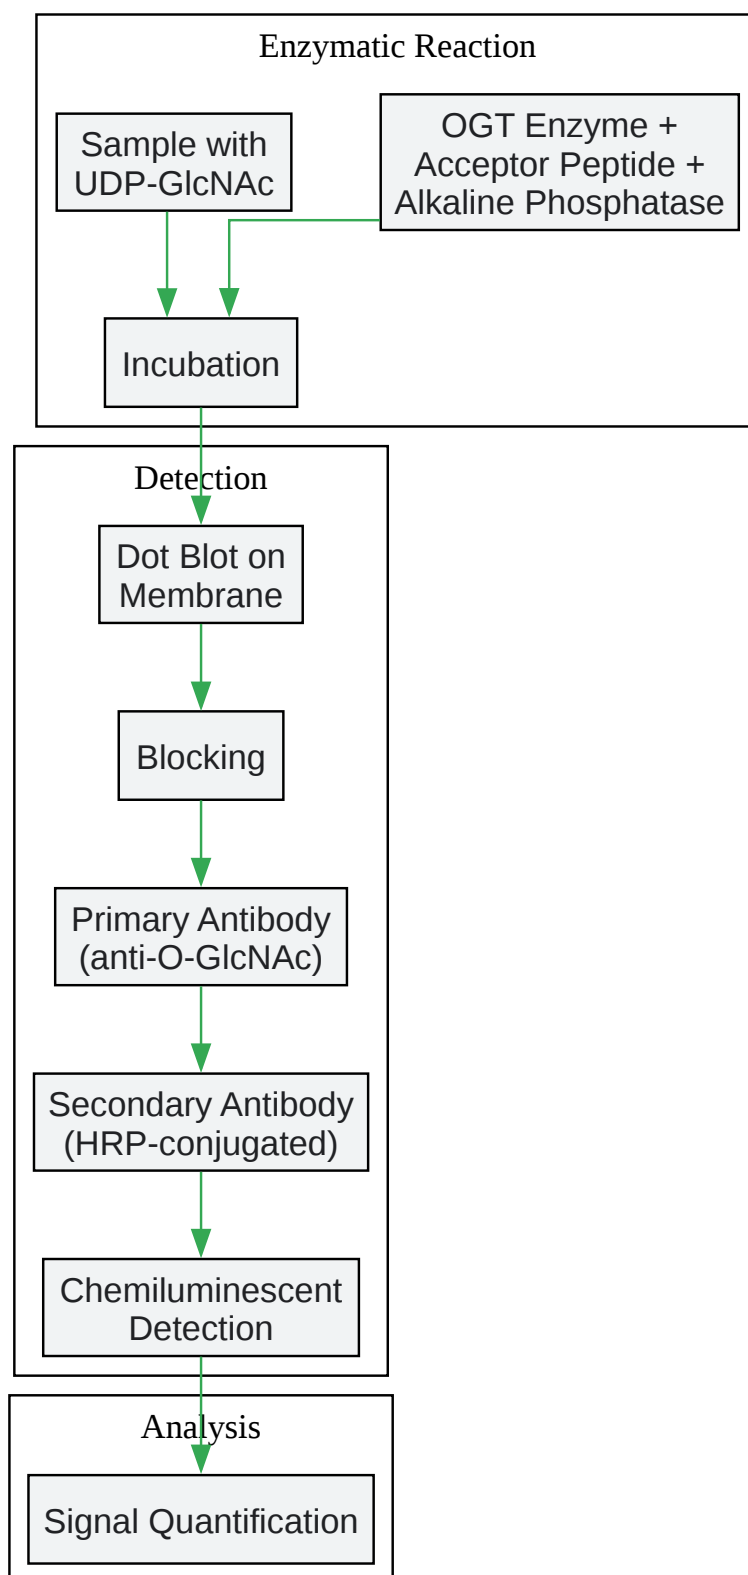 Enzymatic Reaction
Sample with
UDP-GlcNAc
OGT Enzyme +
Acceptor Peptide +
Alkaline Phosphatase
Incubation
Detection
Dot Blot on
Membrane
Blocking
Primary Antibody
(anti-O-GlcNAc)
Secondary Antibody
(HRP-conjugated)
Chemiluminescent
Detection
Analysis
Signal Quantification